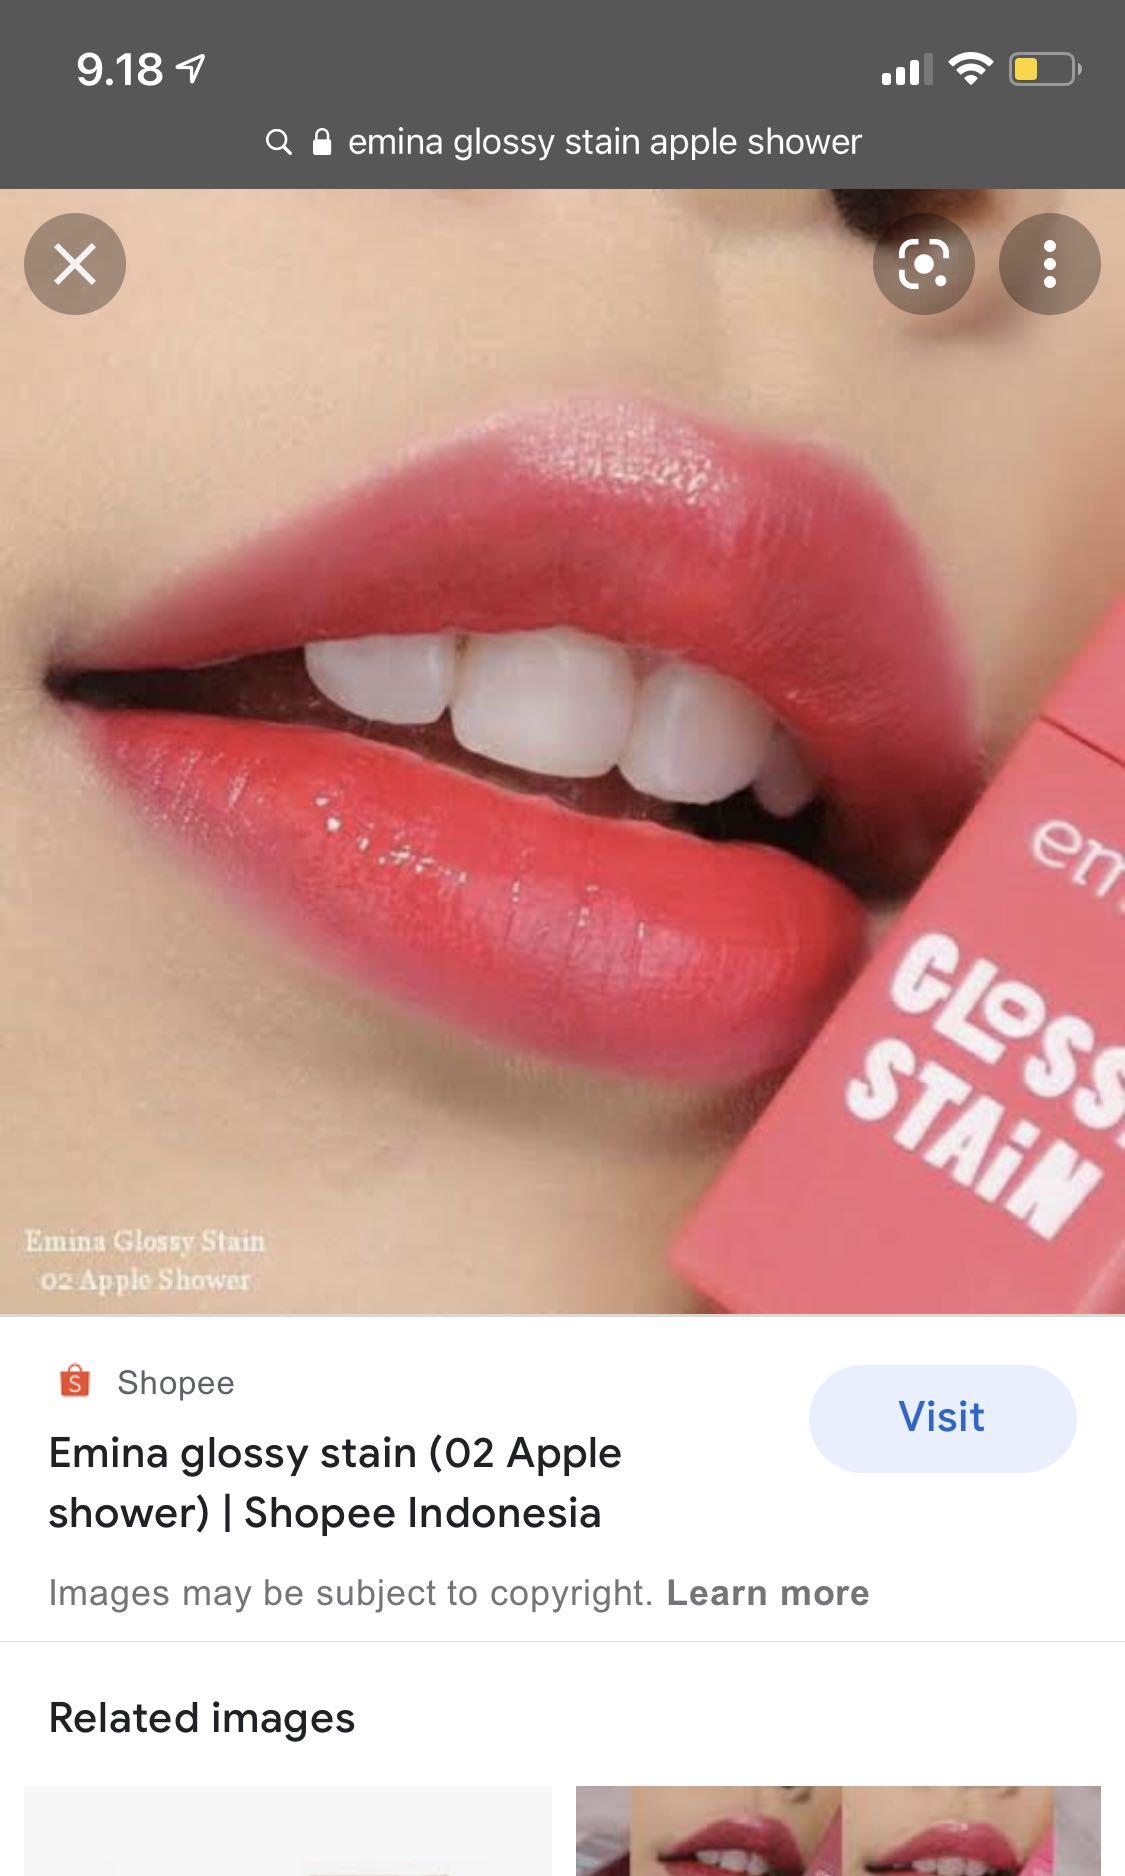 9.18
emina glossy stain apple shower
em
GLOSS
STAiN
Emina Glossy Stain
02 Apple Shower
Shopee
Visit
Emina glossy stain (02 Apple
shower) | Shopee Indonesia
Images may be subject to copyright. Learn more
Related images